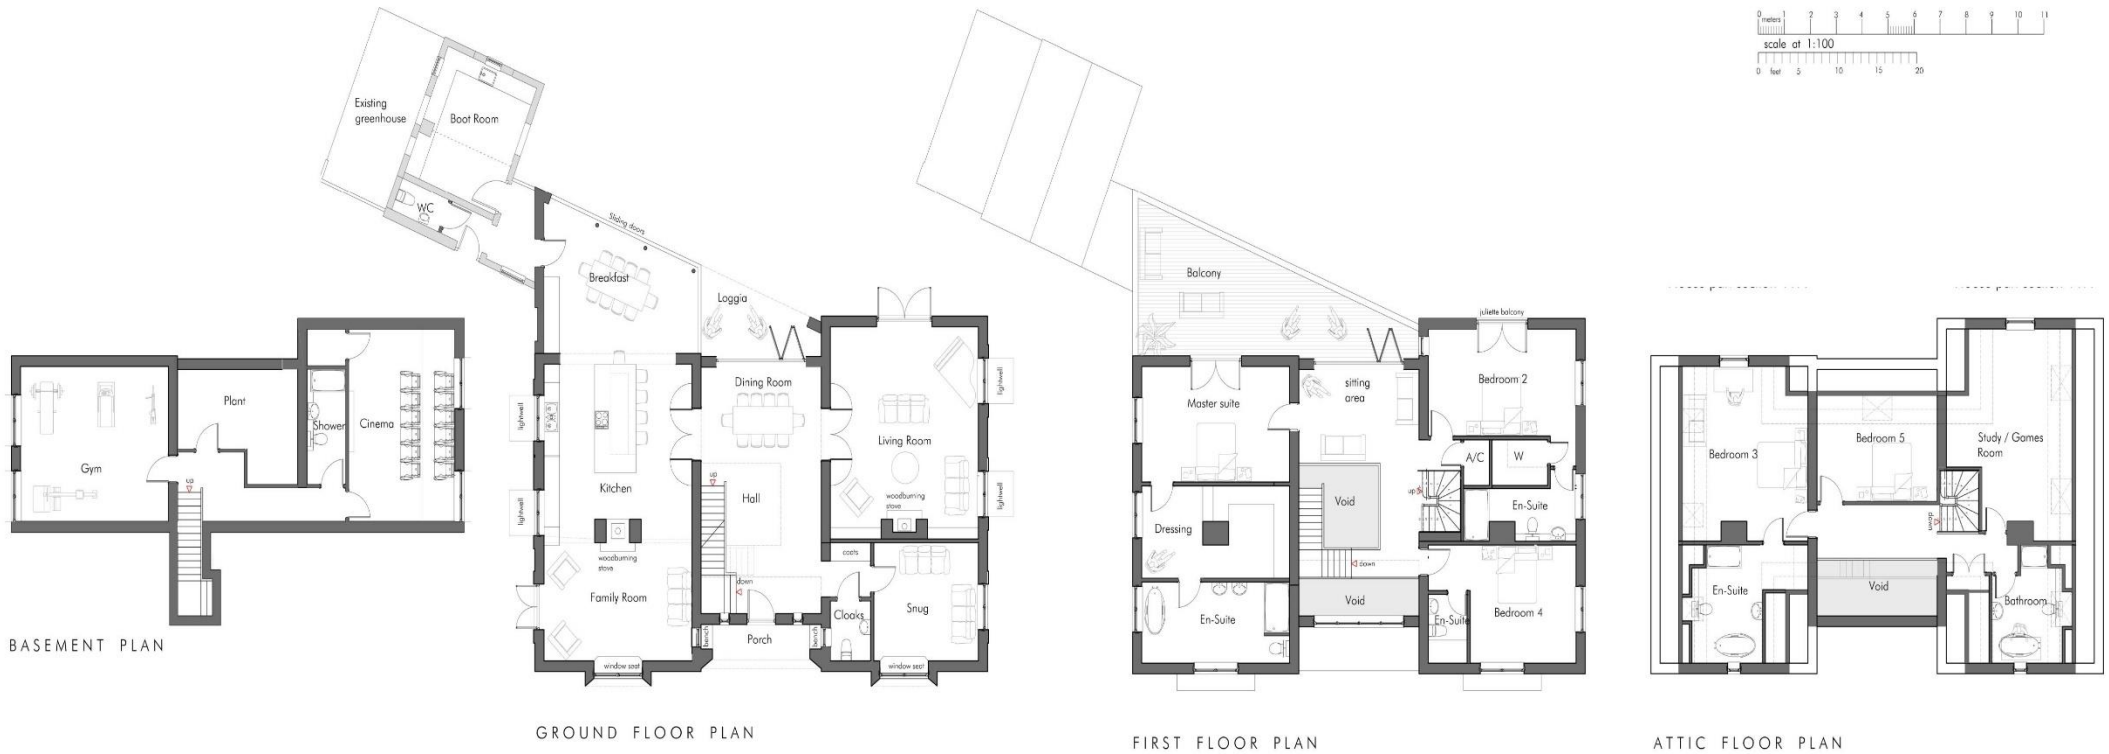 0 1 2 3 4 5 6 7 8 9 10 11
meters
scale at 1:100
0 feet 5 10 15 20
Existing
greenhouse
Boot Room
WC
Sliding doors
Breakfast
Loggia
lightwell
lightwell
Dining Room
Kitchen
up
Hall
woodburning
stove
Family Room
down
window seat
bench
Porch
bench
Living Room
woodburning
stove
lightwell
lightwell
coats
Cloaks
Snug
window seat
GROUND FLOOR PLAN
Gym
Plant
up
Shower
Cinema
BASEMENT PLAN
Balcony
juliette balcony
Master suite
sitting
area
Bedroom 2
A/C
W
up
Void
En-Suite
Dressing
down
En-Suite
Void
En-Suite
Bedroom 4
FIRST FLOOR PLAN
Bedroom 3
Bedroom 5
Study / Games
Room
down
En-Suite
Void
Bathroom
ATTIC FLOOR PLAN